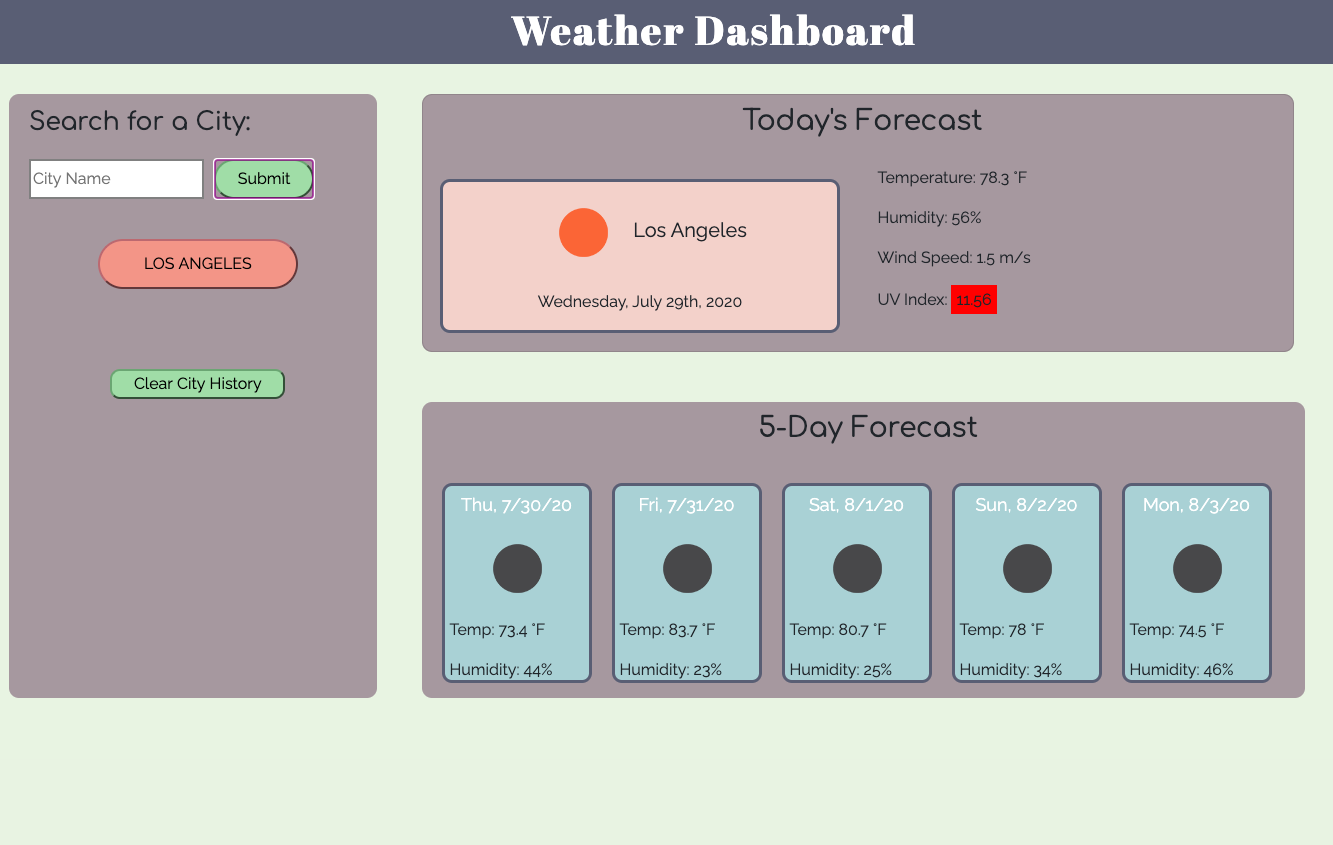 Weather Dashboard
Search for a City:
City Name
Submit
LOS ANGELES
Clear City History
Today's Forecast
Los Angeles
Wednesday, July 29th, 2020
Temperature: 78.3 °F
Humidity: 56%
Wind Speed: 1.5 m/s
UV Index: 11.56
5-Day Forecast
Thu, 7/30/20
Temp: 73.4 °F
Humidity: 44%
Fri, 7/31/20
Temp: 83.7 °F
Humidity: 23%
Sat, 8/1/20
Temp: 80.7 °F
Humidity: 25%
Sun, 8/2/20
Temp: 78 °F
Humidity: 34%
Mon, 8/3/20
Temp: 74.5 °F
Humidity: 46%